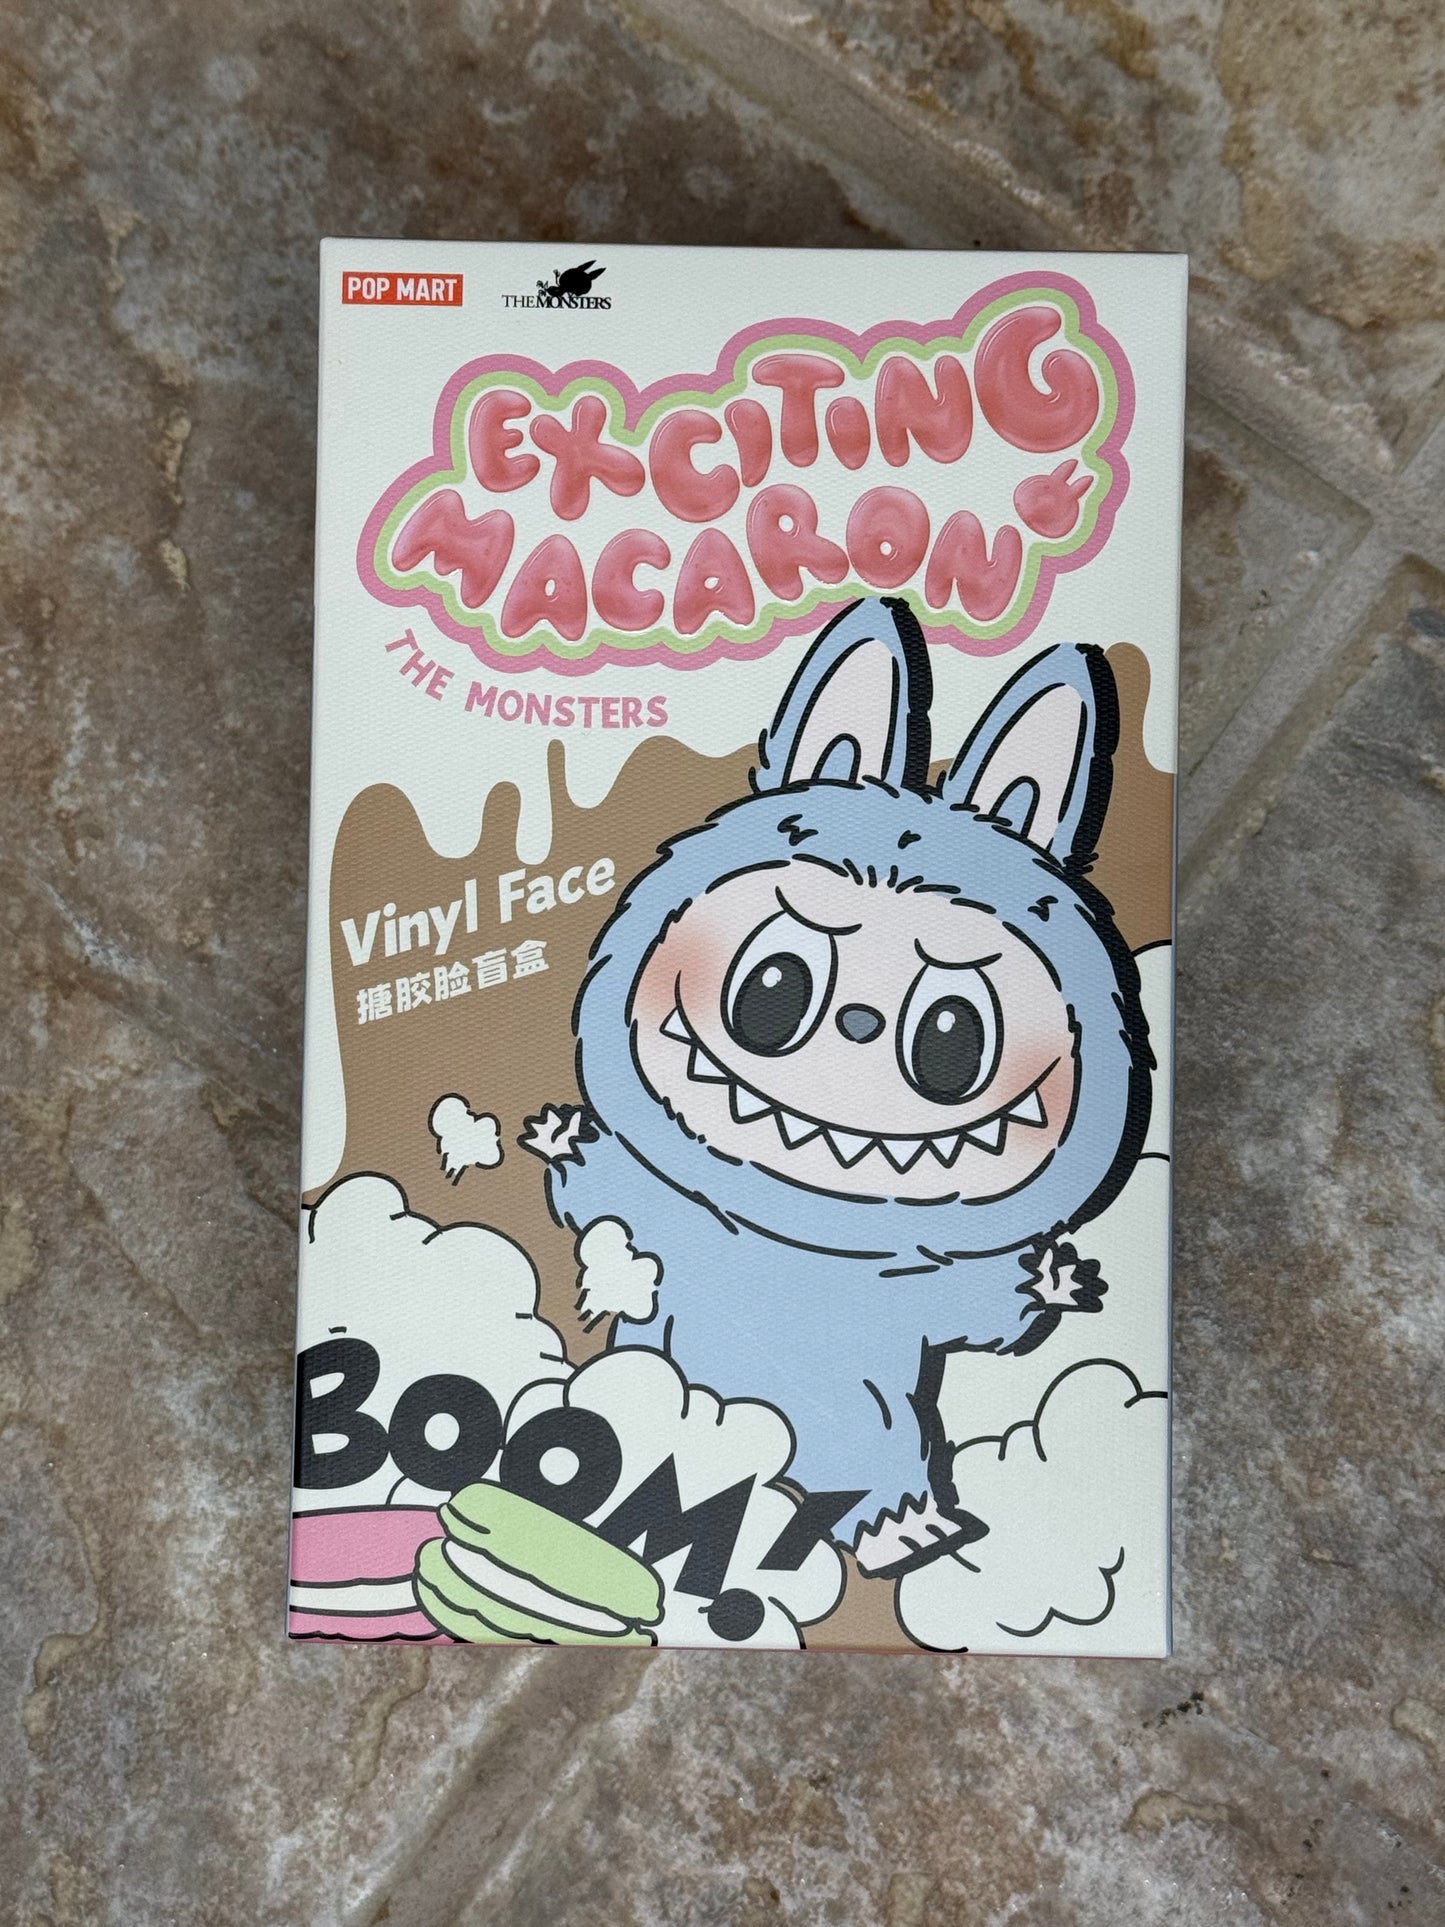 POP MART
THE MONSTERS
EXCITING
MACARON
THE MONSTERS
Vinyl Face
搪胶脸盲盒
BOOM!